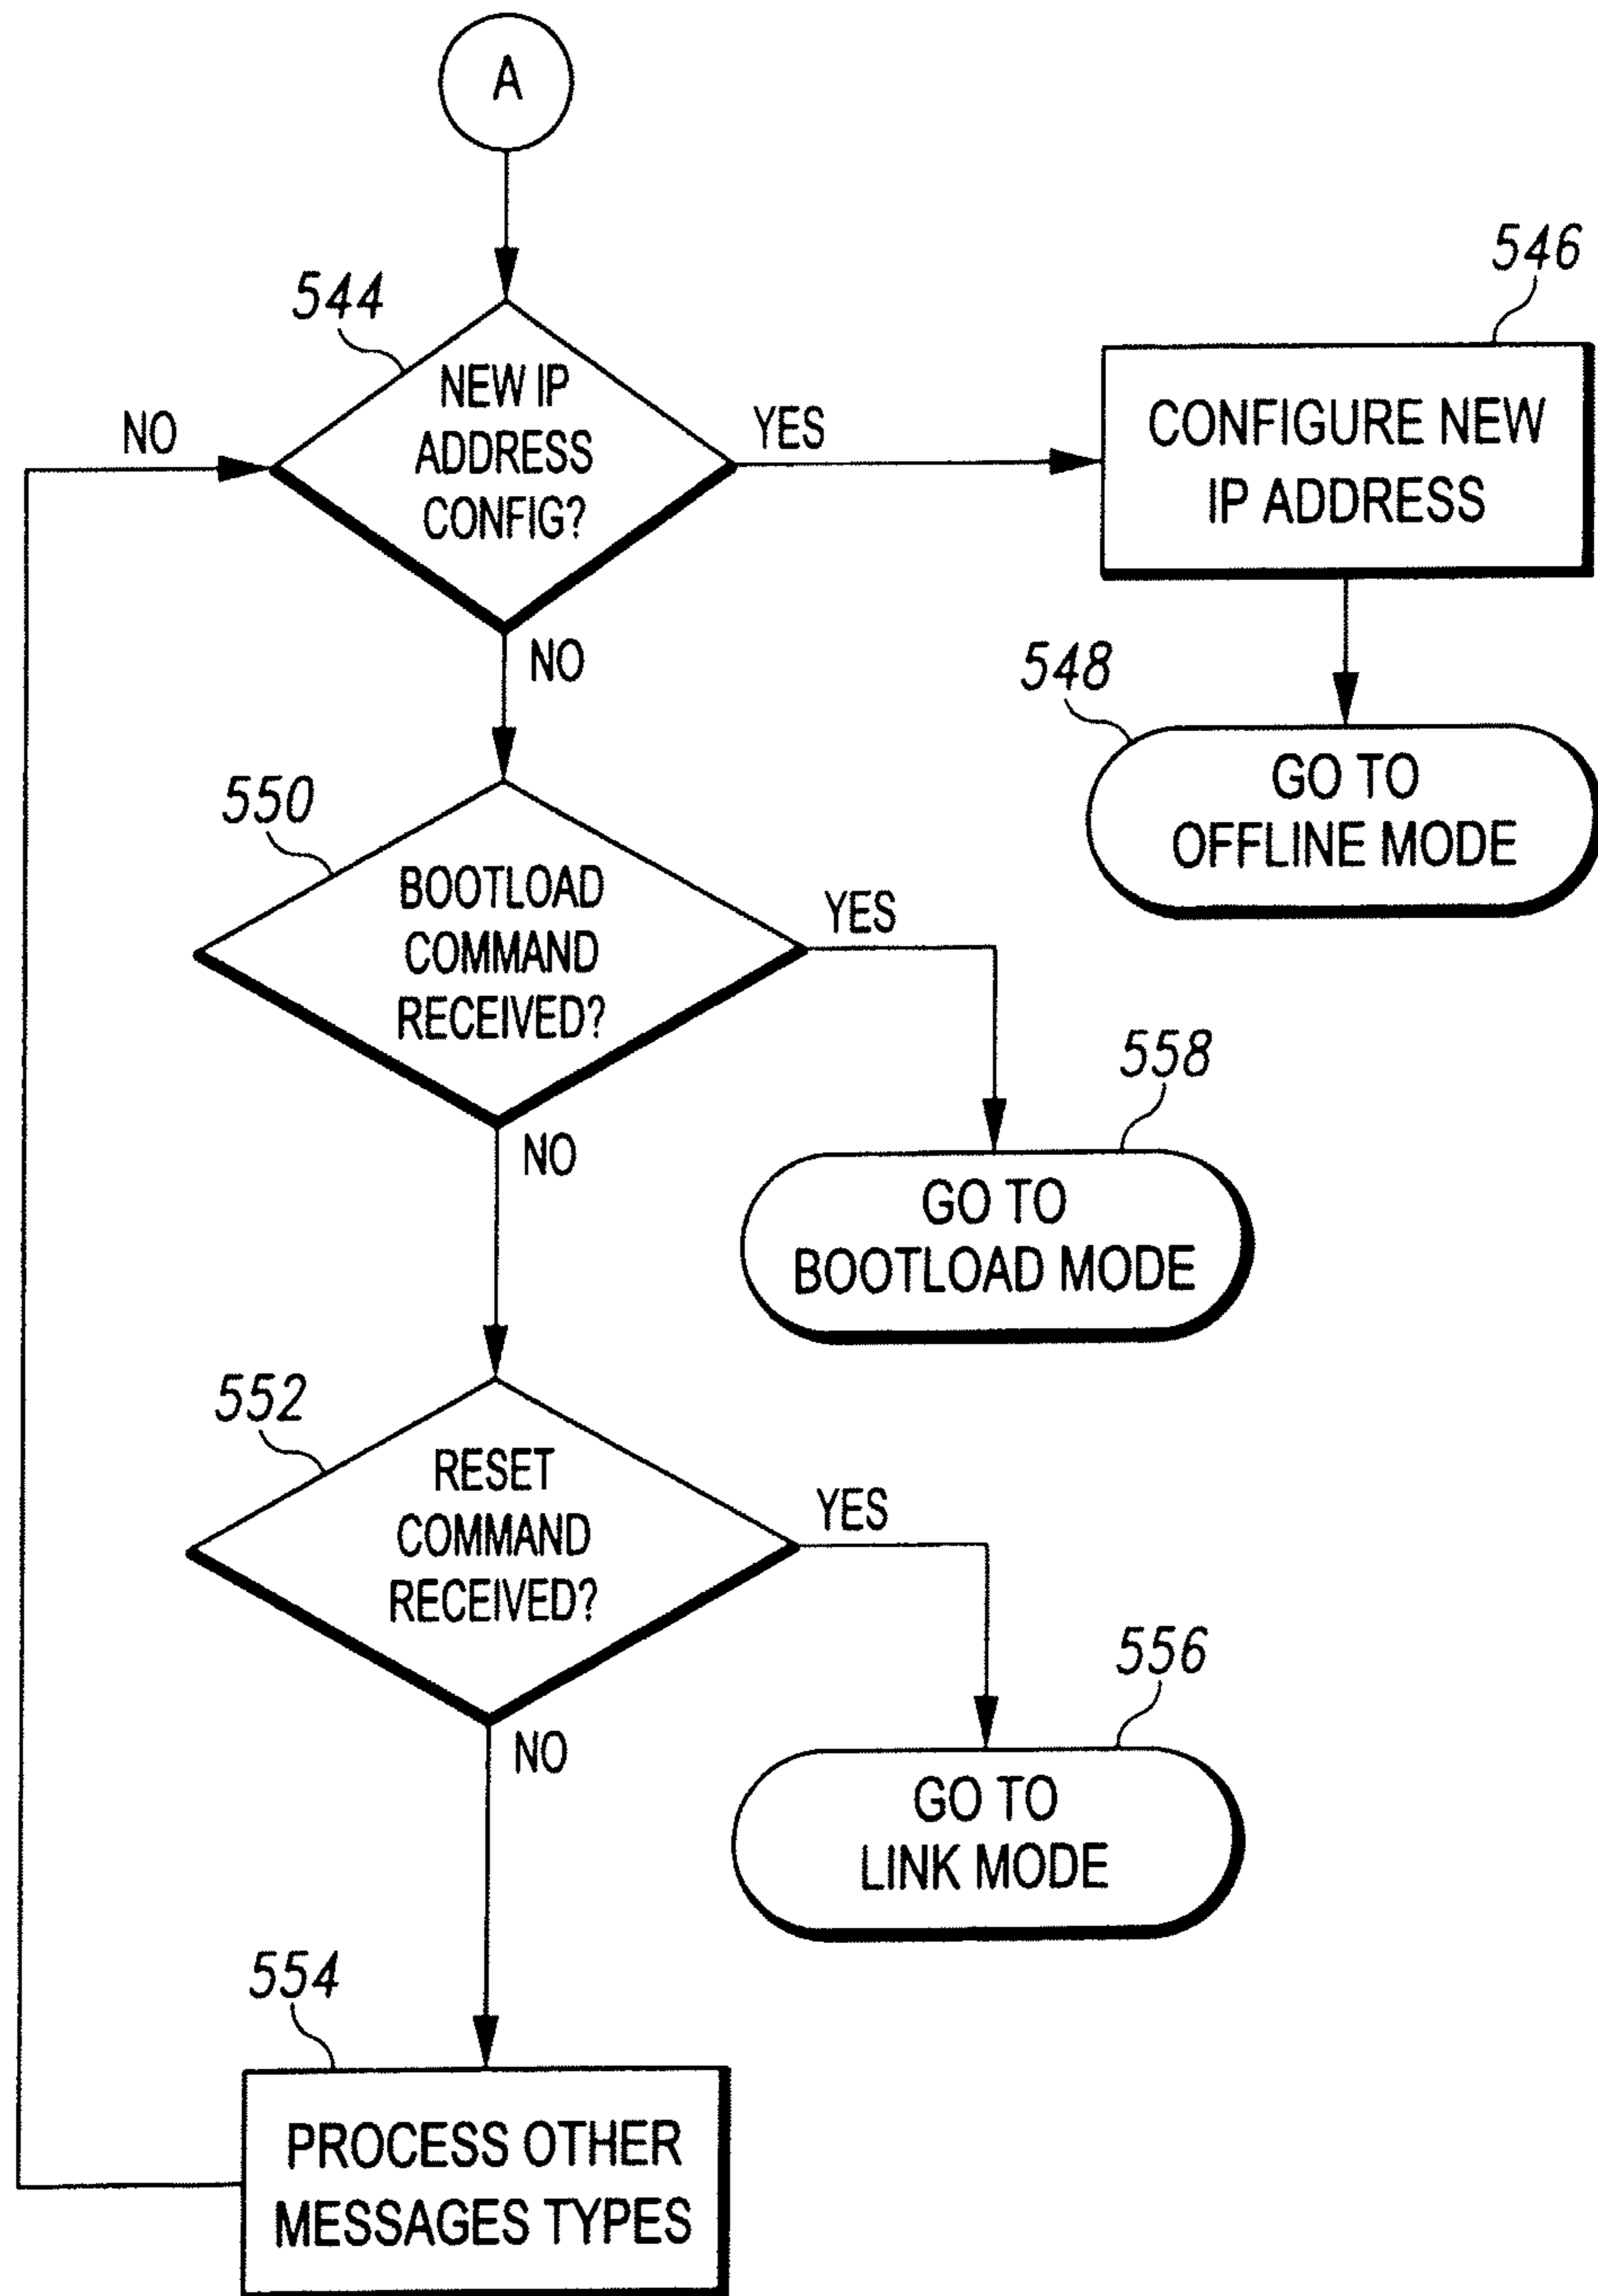 A
544
NEW IP
ADDRESS
CONFIG?
NO
YES
546
CONFIGURE NEW
IP ADDRESS
NO
548
GO TO
OFFLINE MODE
550
BOOTLOAD
COMMAND
RECEIVED?
YES
NO
558
GO TO
BOOTLOAD MODE
552
RESET
COMMAND
RECEIVED?
YES
NO
556
GO TO
LINK MODE
554
PROCESS OTHER
MESSAGES TYPES